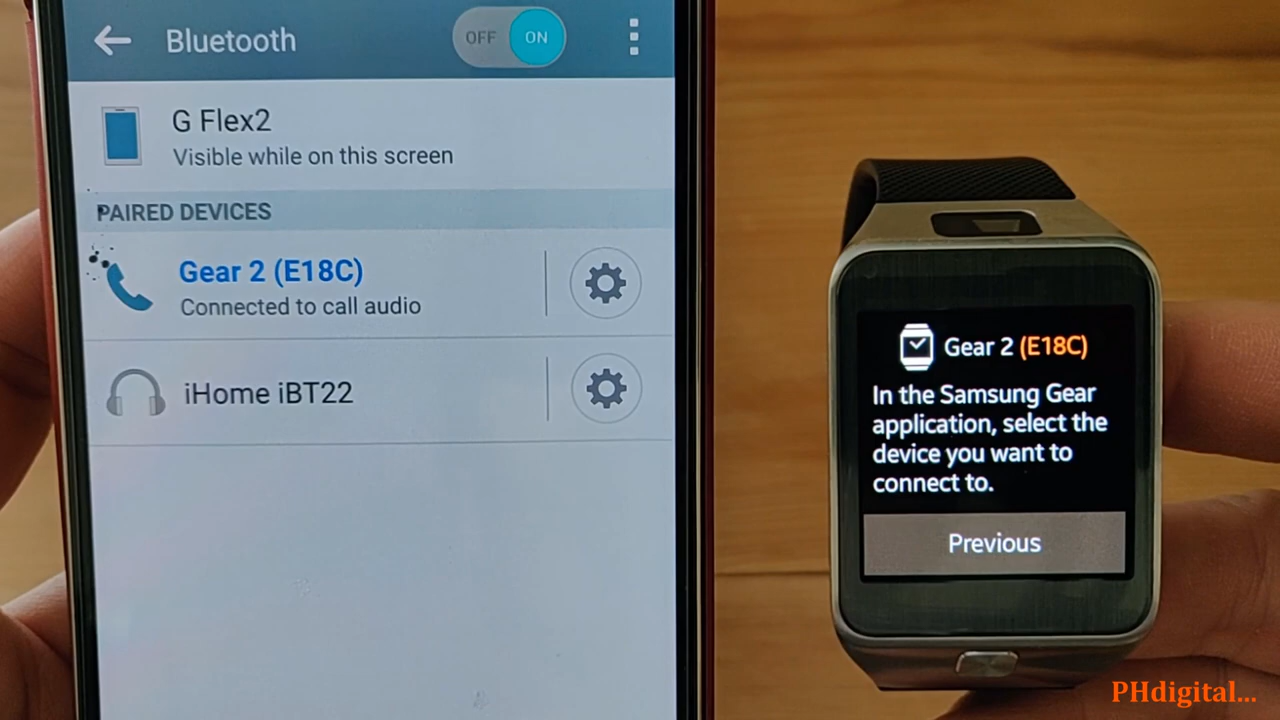 Bluetooth
OFF ON
G Flex2
Visible while on this screen
PAIRED DEVICES
Gear 2 (E18C)
Connected to call audio
iHome iBT22
Gear 2 (E18C)
In the Samsung Gear
application, select the
device you want to
connect to.
Previous
PHdigital...